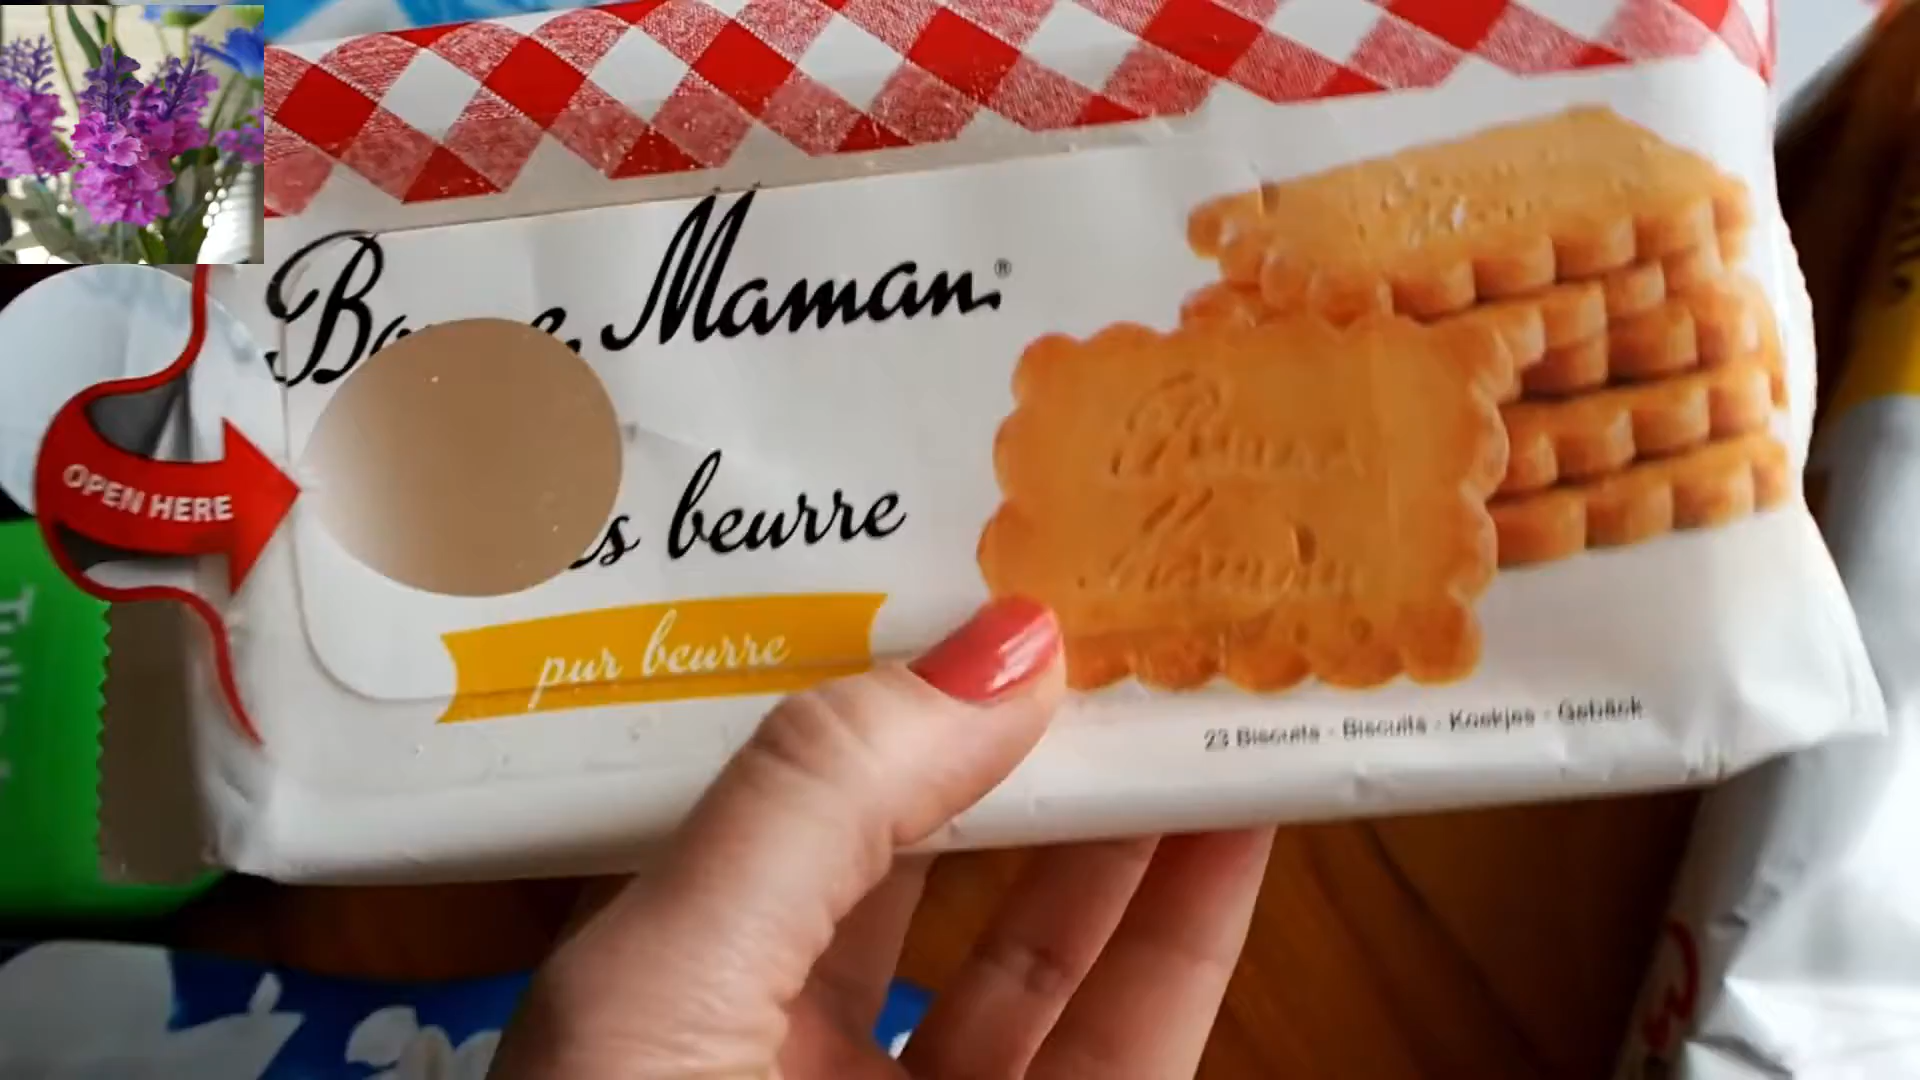 Maman.®
OPEN HERE
beurre
pur beurre
23 Biscuits - Biscuits - Koekjes - Gebäck